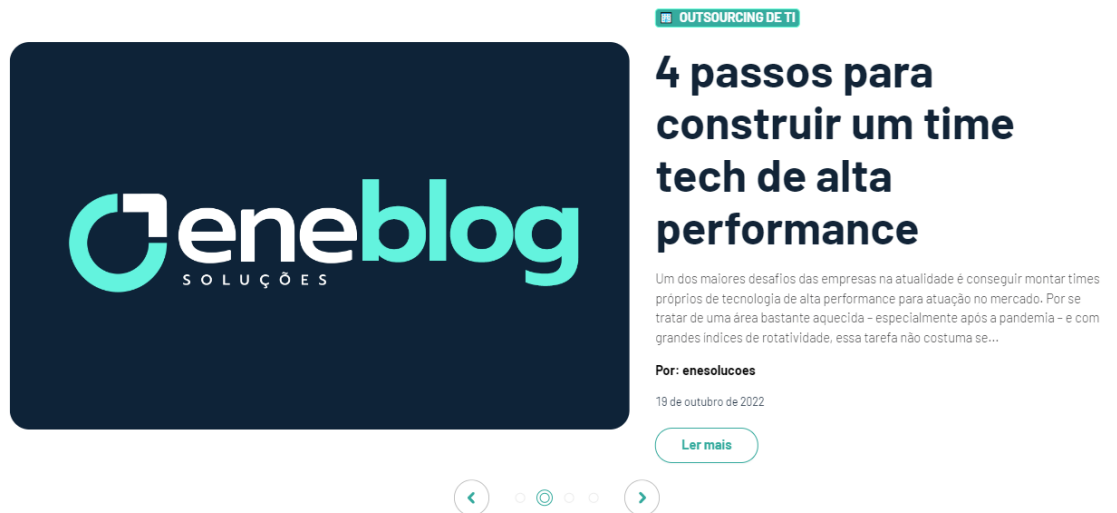 OUTSOURCING DE TI
4 passos para
construir um time
tech de alta
performance
eneblog
SOLUÇÕES
Um dos maiores desafios das empresas na atualidade é conseguir montar times
próprios de tecnologia de alta performance para atuação no mercado. Por se
tratar de uma área bastante aquecida – especialmente após a pandemia – e com
grandes índices de rotatividade, essa tarefa não costuma se...
Por: enesolucoes
19 de outubro de 2022
Ler mais